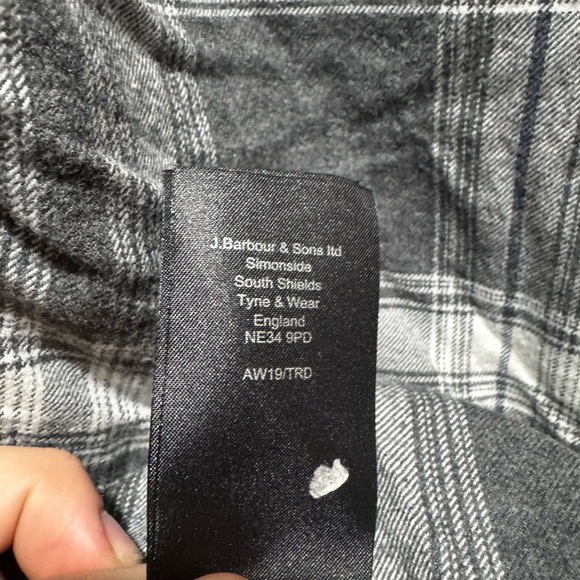 J.Barbour & Sons ltd
Simonside
South Shields
Tyne & Wear
England
NE34 9PD
AW19/TRD